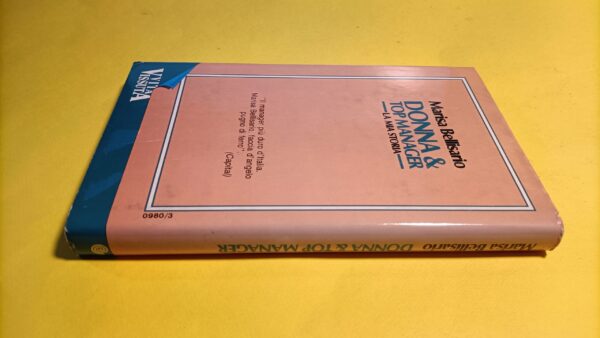 Marisa Bellisario
DONNA &
TOP MANAGER
LA MIA STORIA
"Il manager più duro d'Italia.
Marisa Bellisario, faccia d'angelo
pugno di ferro".
(Capital)
VITA
VISSUTA
0980/3
Marisa Bellisario DONNA & TOP MANAGER